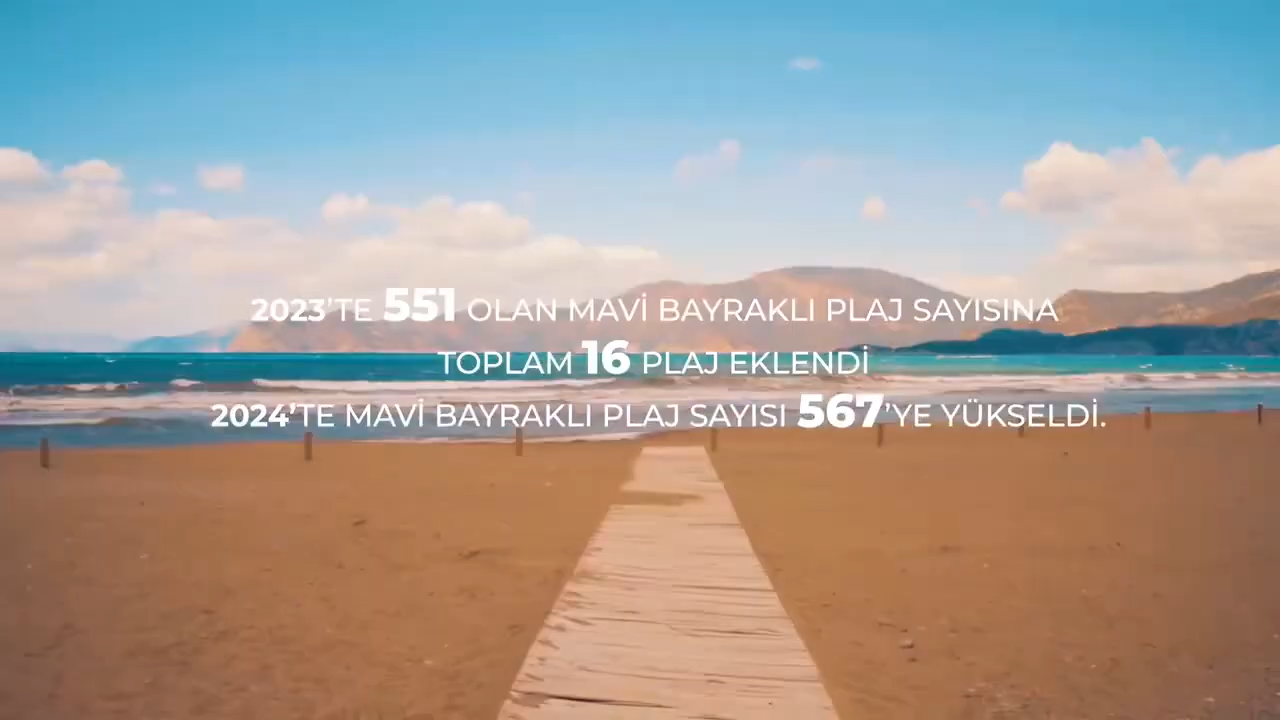 2023’TE 551 OLAN MAVİ BAYRAKLI PLAJ SAYISINA
TOPLAM 16 PLAJ EKLENDİ
2024’TE MAVİ BAYRAKLI PLAJ SAYISI 567’YE YÜKSELDİ.